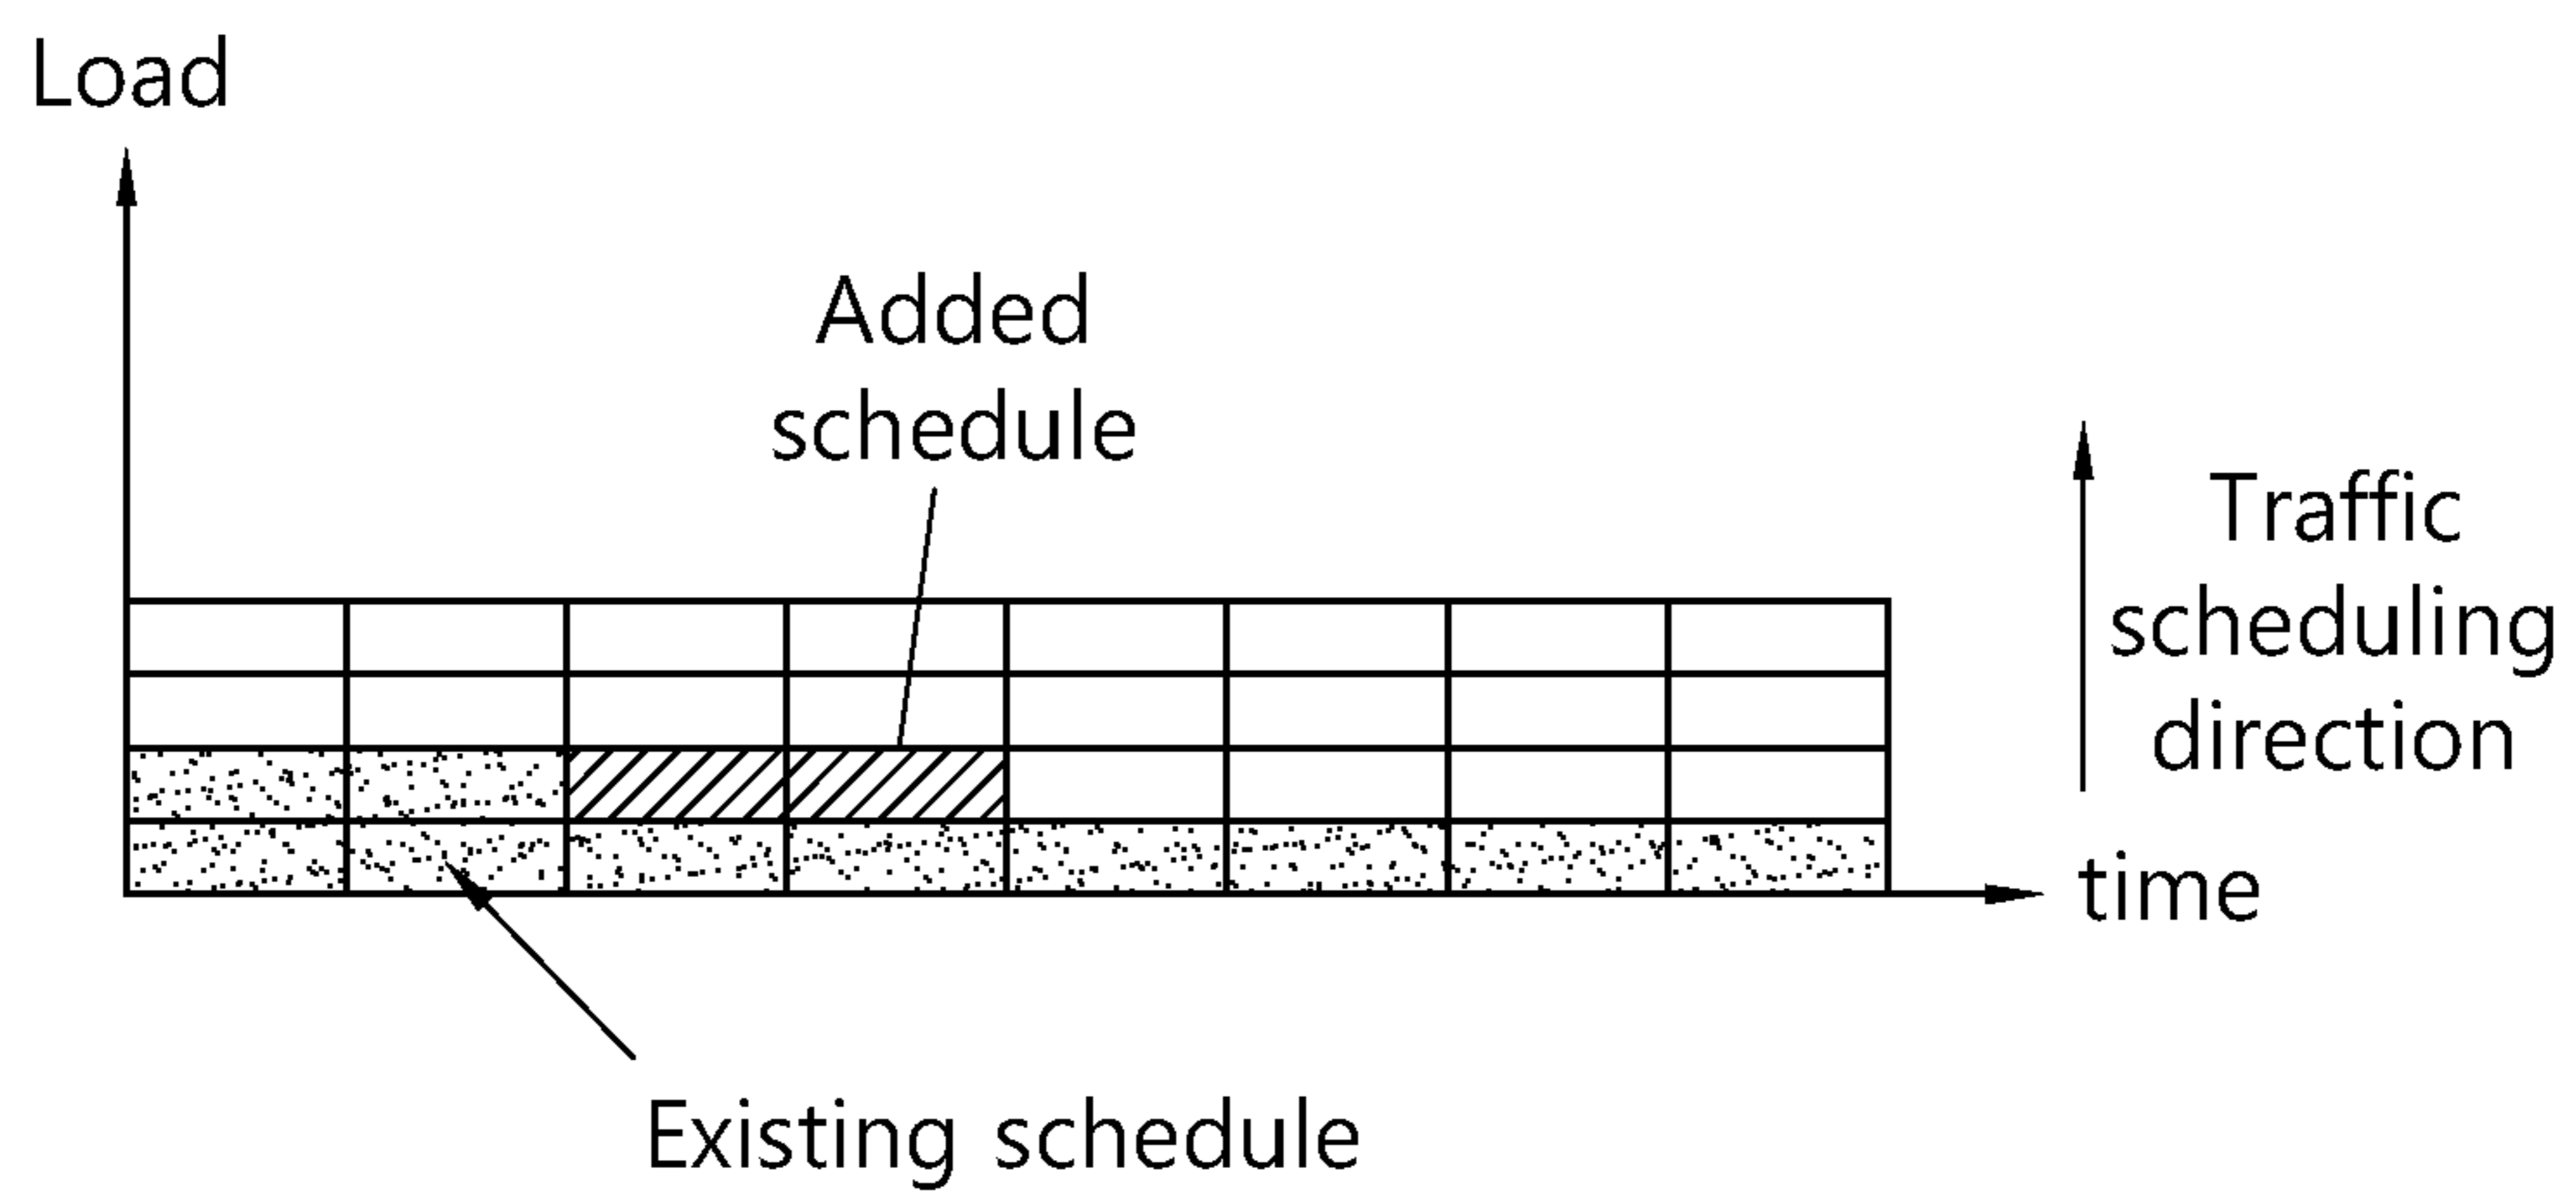 Load
Added
schedule
Traffic
scheduling
direction
time
Existing schedule